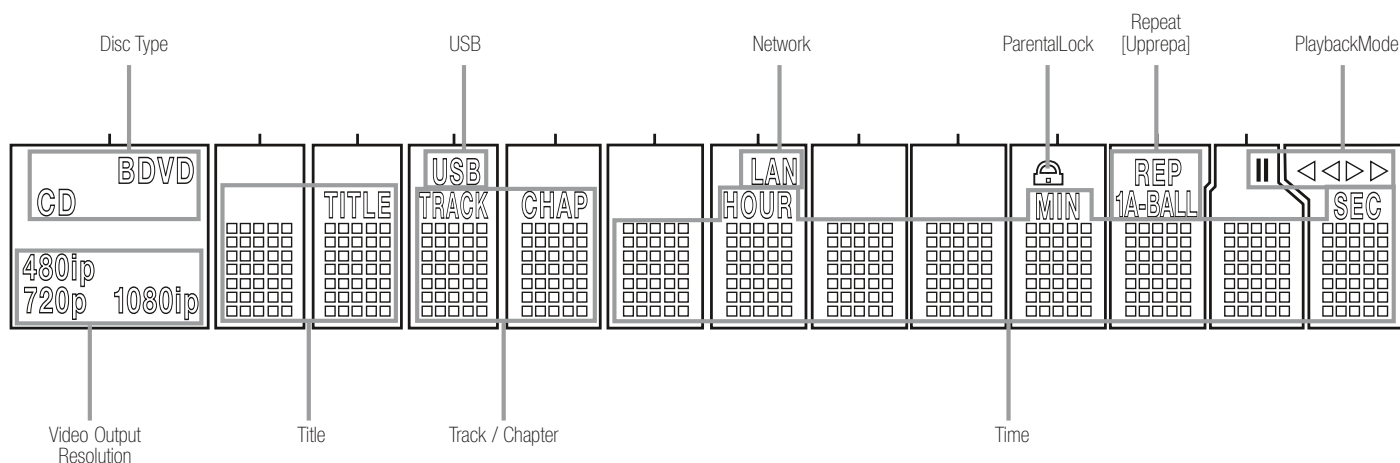 Disc Type
USB
Network
ParentalLock
Repeat
[Upprepa]
PlaybackMode
BDVD
CD
USB
LAN
REP
TITLE
TRACK
CHAP
HOUR
MIN
1A-BALL
SEC
480ip
720p 1080ip
Video Output
Resolution
Title
Track / Chapter
Time